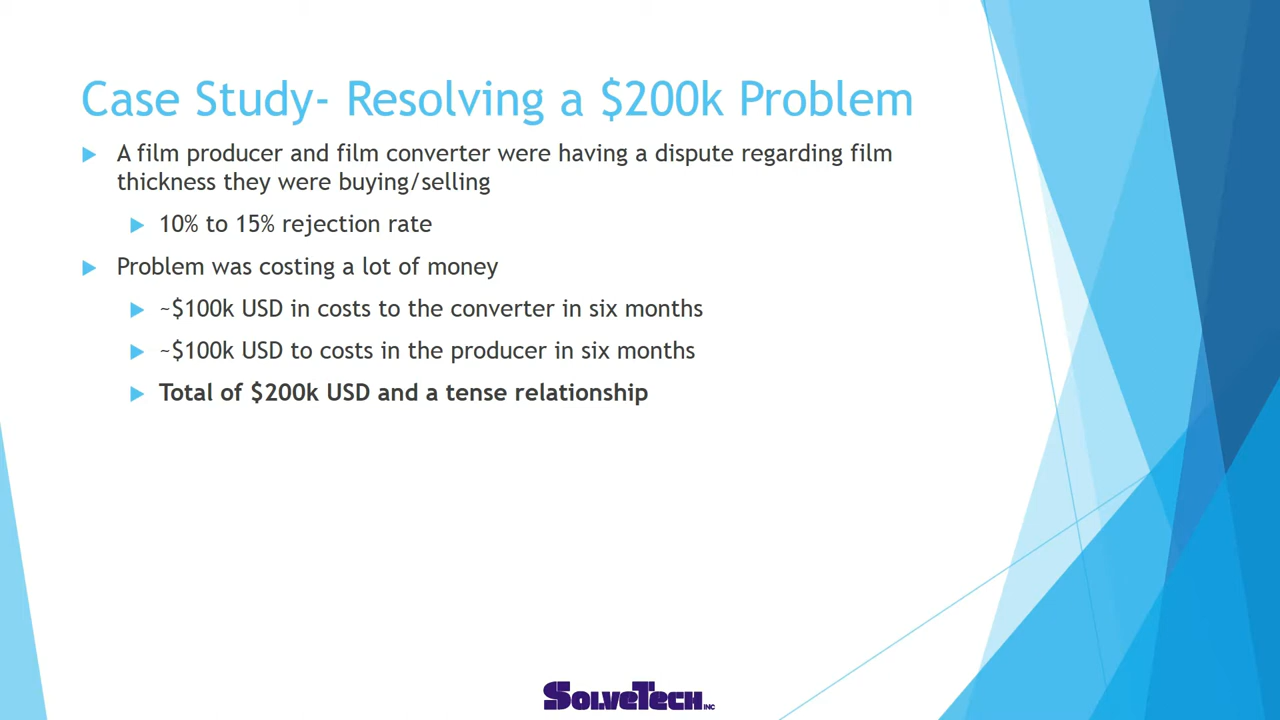 Case Study- Resolving a $200k Problem
A film producer and film converter were having a dispute regarding film
thickness they were buying/selling
10% to 15% rejection rate
Problem was costing a lot of money
~$100k USD in costs to the converter in six months
~$100k USD to costs in the producer in six months
Total of $200k USD and a tense relationship
SOLVETECH INC